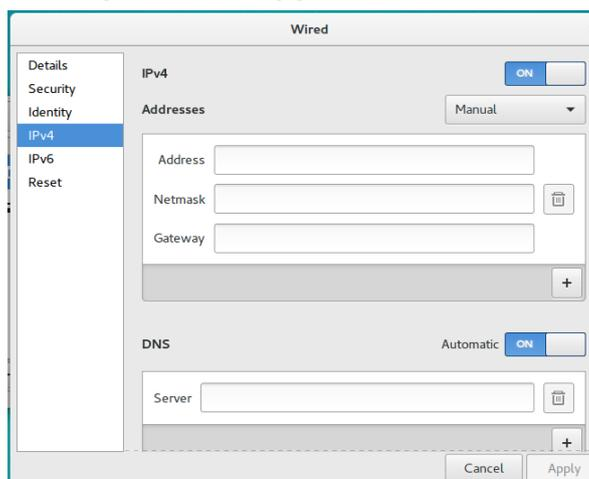 Wired
Details
Security
Identity
IPv4
IPv6
Reset
IPv4 ON
Addresses Manual
Address
Netmask
Gateway
+
DNS Automatic ON
Server
+
Cancel Apply